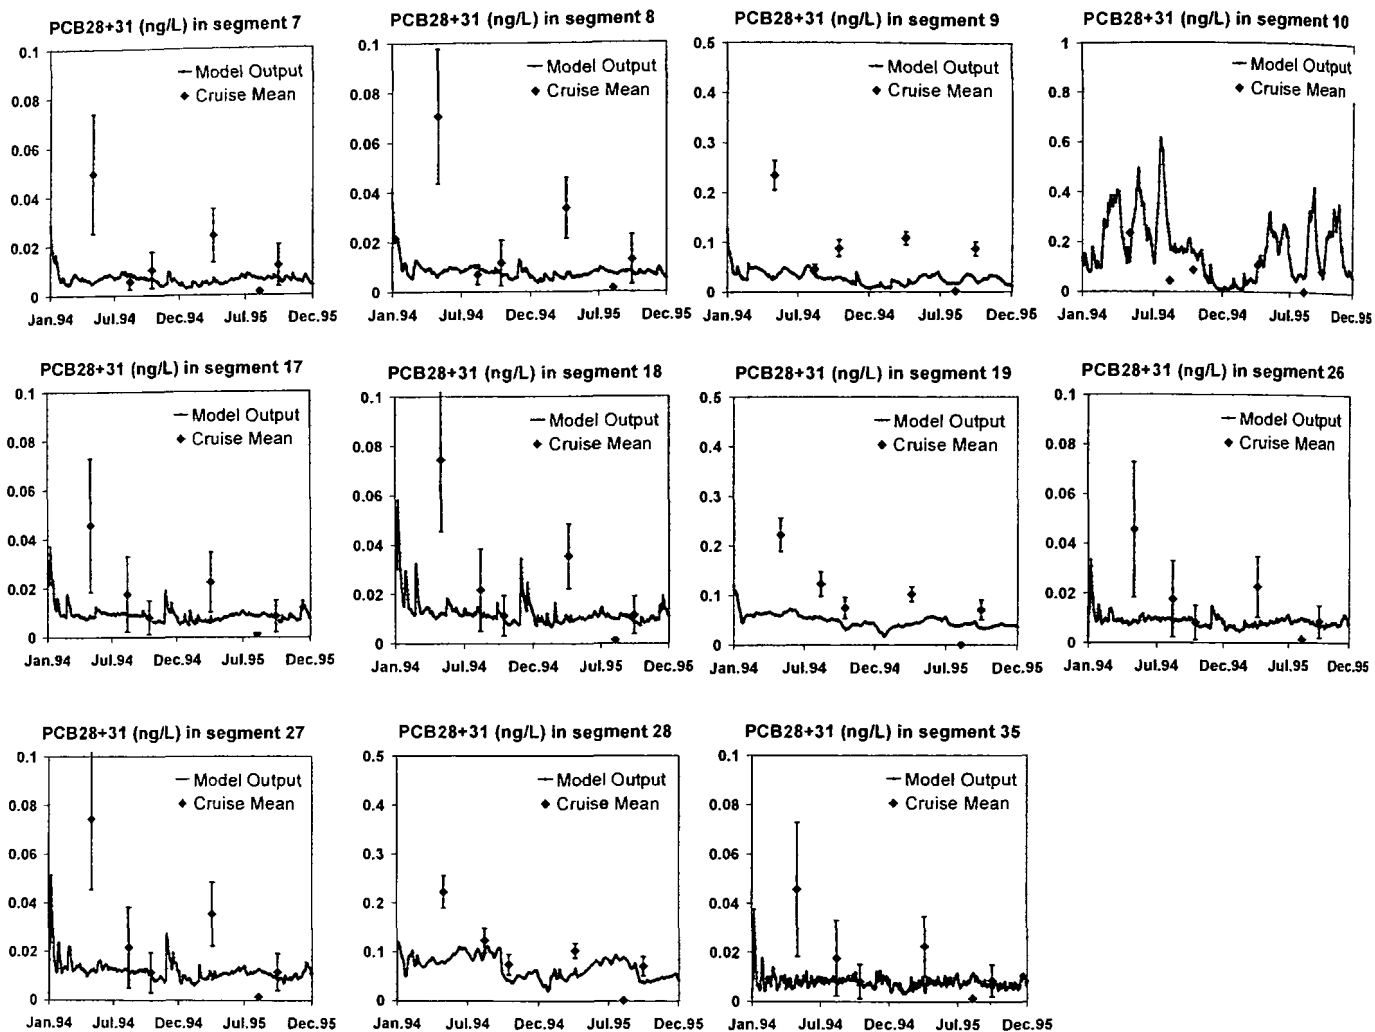 PCB28+31 (ng/L) in segment 7
0.1
0.08
0.06
0.04
0.02
0
Model Output
Cruise Mean
Jan.94 Jul.94 Dec.94 Jul.95 Dec.95
PCB28+31 (ng/L) in segment 8
0.1
0.08
0.06
0.04
0.02
0
Model Output
Cruise Mean
Jan.94 Jul.94 Dec.94 Jul.95 Dec.95
PCB28+31 (ng/L) in segment 9
0.5
0.4
0.3
0.2
0.1
0
Model Output
Cruise Mean
Jan.94 Jul.94 Dec.94 Jul.95 Dec.95
PCB28+31 (ng/L) in segment 10
1
0.8
0.6
0.4
0.2
0
Model Output
Cruise Mean
Jan.94 Jul.94 Dec.94 Jul.95 Dec.95
PCB28+31 (ng/L) in segment 17
0.1
0.08
0.06
0.04
0.02
0
Model Output
Cruise Mean
Jan.94 Jul.94 Dec.94 Jul.95 Dec.95
PCB28+31 (ng/L) in segment 18
0.1
0.08
0.06
0.04
0.02
0
Model Output
Cruise Mean
Jan.94 Jul.94 Dec.94 Jul.95 Dec.95
PCB28+31 (ng/L) in segment 19
0.5
0.4
0.3
0.2
0.1
0
Model Output
Cruise Mean
Jan.94 Jul.94 Dec.94 Jul.95 Dec.95
PCB28+31 (ng/L) in segment 26
0.1
0.08
0.06
0.04
0.02
0
Model Output
Cruise Mean
Jan.94 Jul.94 Dec.94 Jul.95 Dec.95
PCB28+31 (ng/L) in segment 27
0.1
0.08
0.06
0.04
0.02
0
Model Output
Cruise Mean
Jan.94 Jul.94 Dec.94 Jul.95 Dec.95
PCB28+31 (ng/L) in segment 28
0.5
0.4
0.3
0.2
0.1
0
Model Output
Cruise Mean
Jan.94 Jul.94 Dec.94 Jul.95 Dec.95
PCB28+31 (ng/L) in segment 35
0.1
0.08
0.06
0.04
0.02
0
Model Output
Cruise Mean
Jan.94 Jul.94 Dec.94 Jul.95 Dec.95